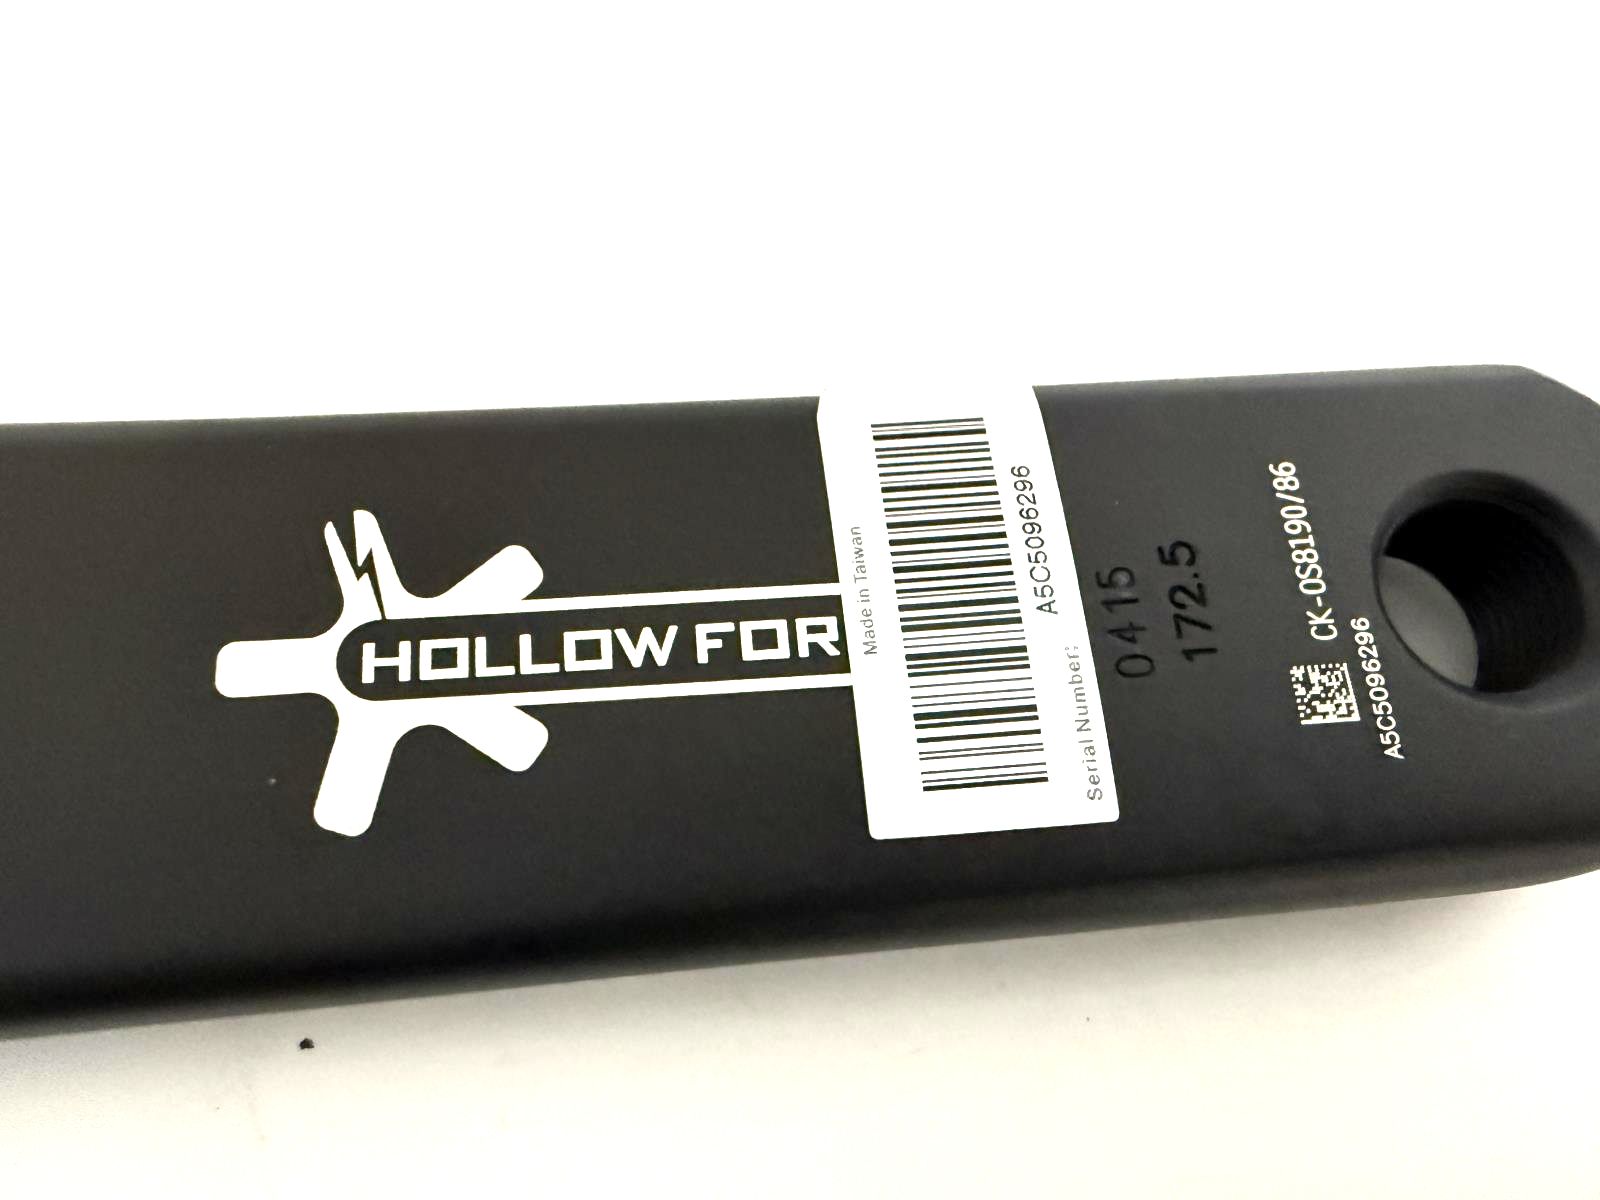 HOLLOW FOR
Made in Taiwan
A5C5096296
Serial Number:
0415
172.5
CK-OS8190/86
A5C5096296